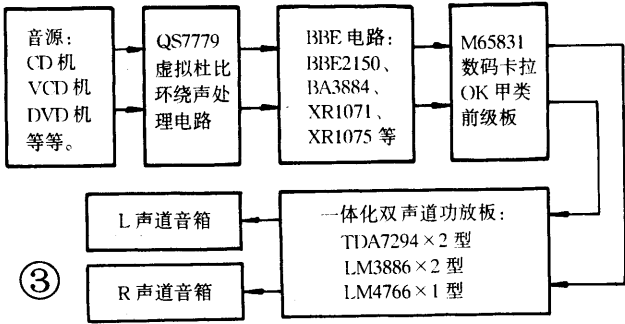 音源：
CD机
VCD机
DVD机
等等。
QS7779
虚拟杜比
环绕声处
理电路
BBE电路：
BBE2150、
BA3884、
XR1071、
XR1075等
M65831
数码卡拉
OK甲类
前级板
L声道音箱
R声道音箱
一体化双声道功放板：
TDA7294×2型
LM3886×2型
LM4766×1型
③